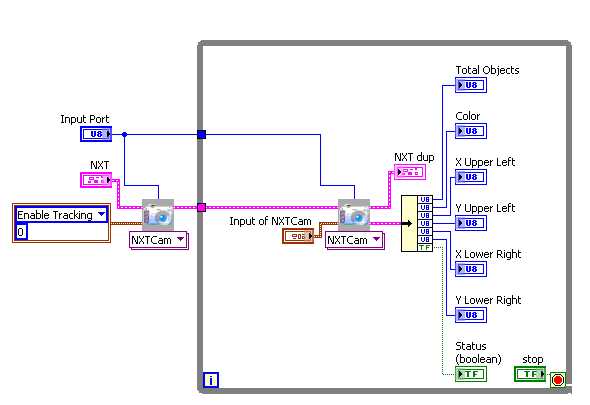 Total Objects
U8
Input Port
U8
Color
U8
NXT
NXT dup
X Upper Left
U8
Enable Tracking
0
NXTCam
Input of NXTCam
NXTCam
U8
U8
U8
U8
U8
U8
TF
Y Upper Left
U8
X Lower Right
U8
Y Lower Right
U8
Status
(boolean)
TF
stop
TF
i